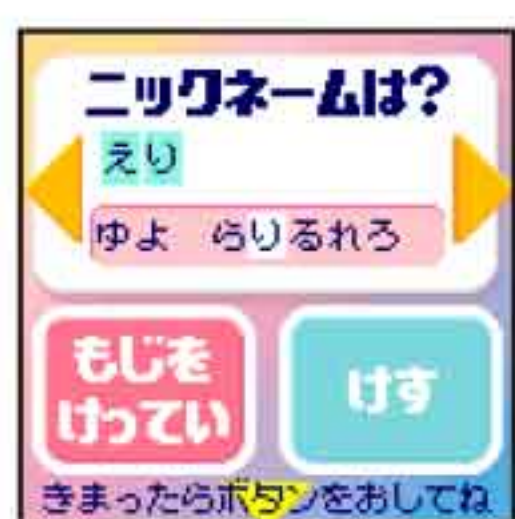 ニックネームは?
えり
ゆよ らりるれろ
もじを
けってい
けす
きまったらボタンをおしてね